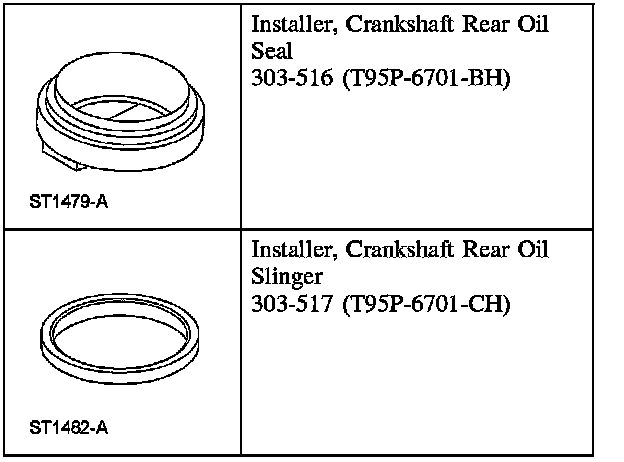 Installer, Crankshaft Rear Oil
Seal
303-516 (T95P-6701-BH)
ST1479-A
Installer, Crankshaft Rear Oil
Slinger
303-517 (T95P-6701-CH)
ST1482-A